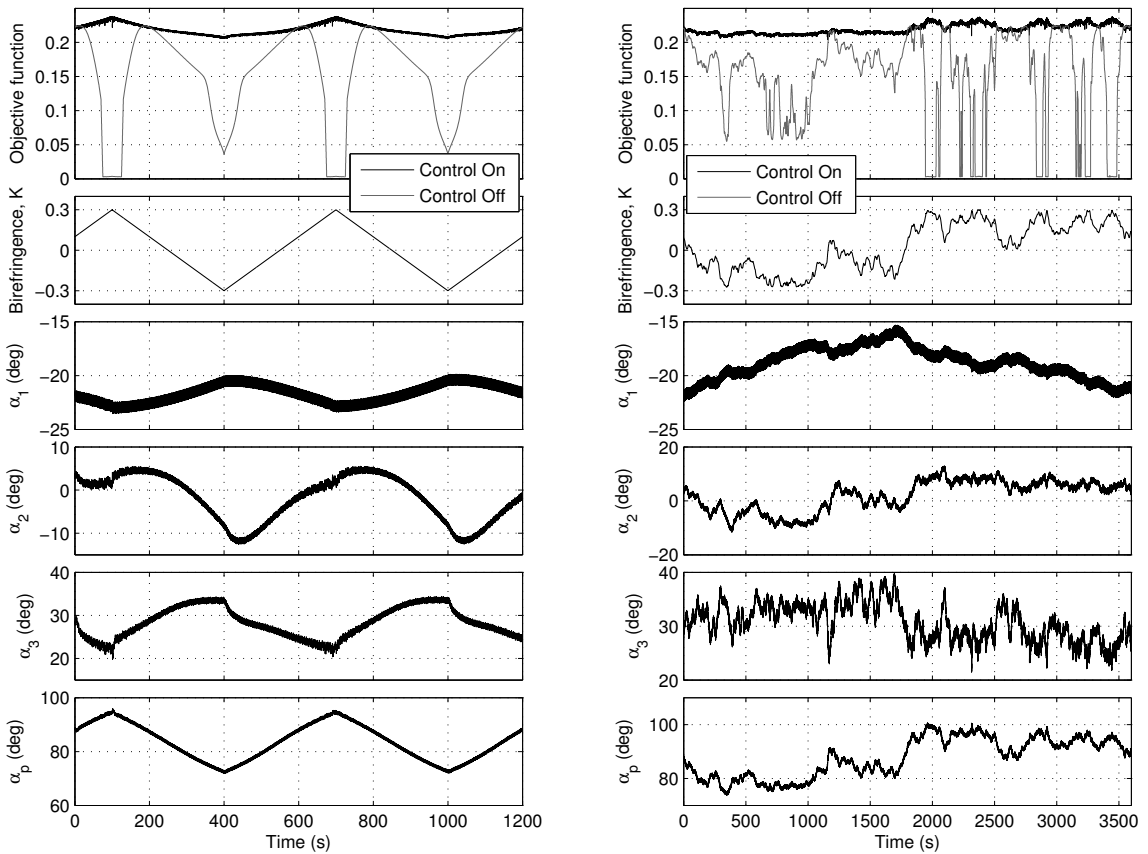 Objective function
0.2
0.15
0.1
0.05
0
Control On
Control Off
Birefringence, K
0.3
0
−0.3
α1 (deg)
−15
−20
−25
α2 (deg)
10
0
−10
α3 (deg)
40
30
20
αp (deg)
100
80
60
0 200 400 600 800 1000 1200
Time (s)
Objective function
0.2
0.15
0.1
0.05
0
Control On
Control Off
Birefringence, K
0.3
0
−0.3
α1 (deg)
−15
−20
−25
α2 (deg)
20
0
−20
α3 (deg)
40
30
20
αp (deg)
100
80
0 500 1000 1500 2000 2500 3000 3500
Time (s)